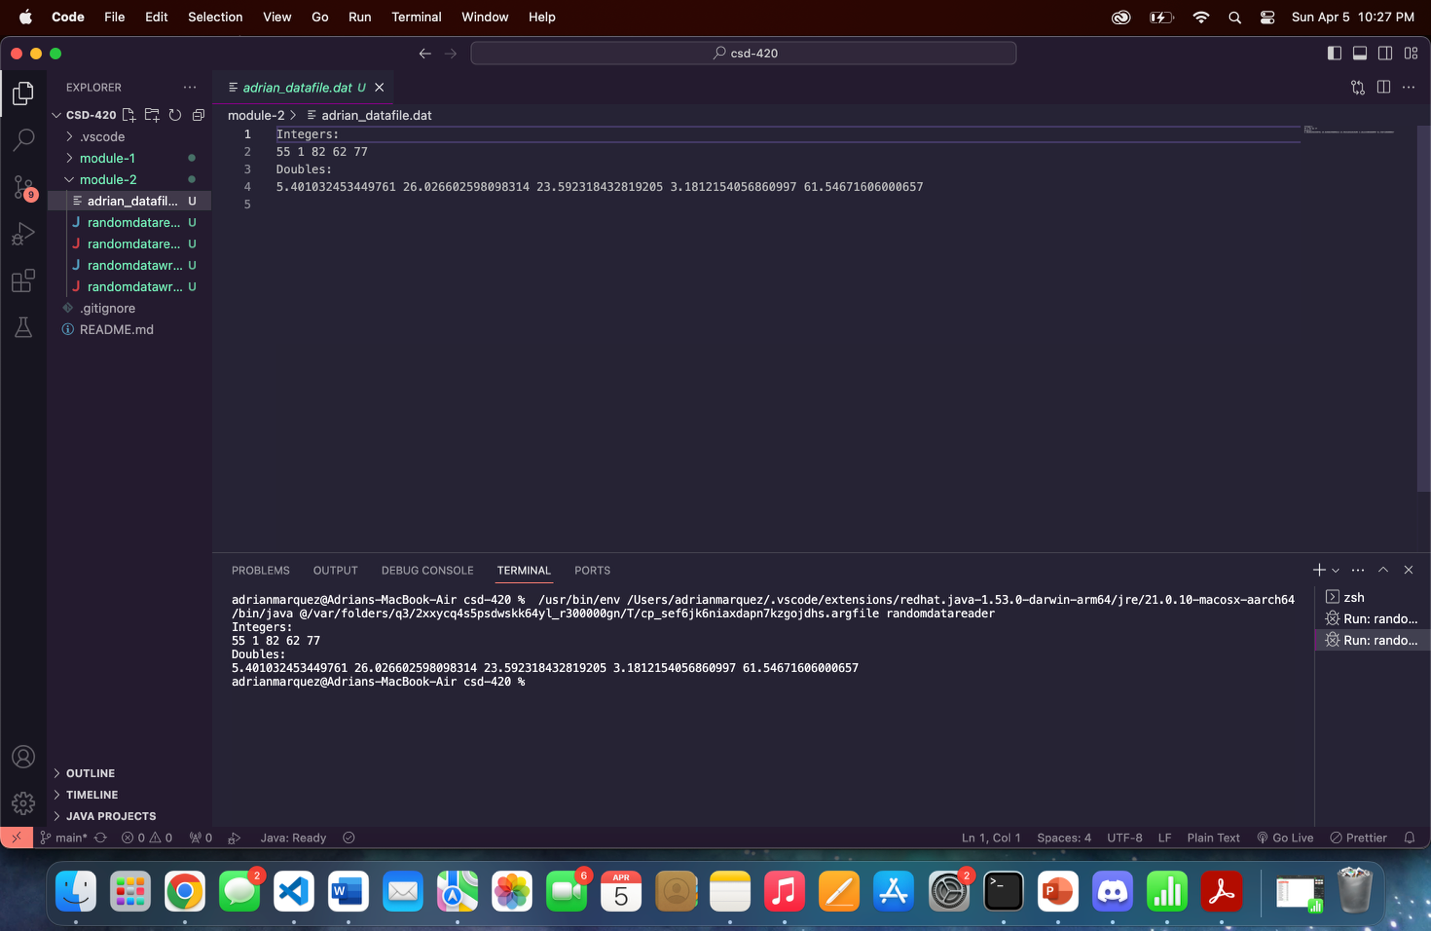 Code File Edit Selection View Go Run Terminal Window Help Sun Apr 5 10:27 PM
csd-420
EXPLORER
CSD-420
.vscode
module-1
module-2
adrian_datafil... U
randomdatare... U
randomdatare... U
randomdatawr... U
randomdatawr... U
.gitignore
README.md
OUTLINE
TIMELINE
JAVA PROJECTS
9
adrian_datafile.dat U
module-2 > adrian_datafile.dat
1 Integers:
2 55 1 82 62 77
3 Doubles:
4 5.401032453449761 26.026602598098314 23.592318432819205 3.1812154056860997 61.54671606000657
5
PROBLEMS OUTPUT DEBUG CONSOLE TERMINAL PORTS
adrianmarquez@Adrians-MacBook-Air csd-420 % /usr/bin/env /Users/adrianmarquez/.vscode/extensions/redhat.java-1.53.0-darwin-arm64/jre/21.0.10-macosx-aarch64
/bin/java @/var/folders/q3/2xxycq4s5psdwskk64yl_r300000gn/T/cp_sef6jk6niaxdapn7kzgojdhs.argfile randomdatareader
Integers:
55 1 82 62 77
Doubles:
5.401032453449761 26.026602598098314 23.592318432819205 3.1812154056860997 61.54671606000657
adrianmarquez@Adrians-MacBook-Air csd-420 %
zsh
Run: rando...
Run: rando...
main* 0 0 0 Java: Ready Ln 1, Col 1 Spaces: 4 UTF-8 LF Plain Text Go Live Prettier
2 W 6 APR 5 2 >_ P